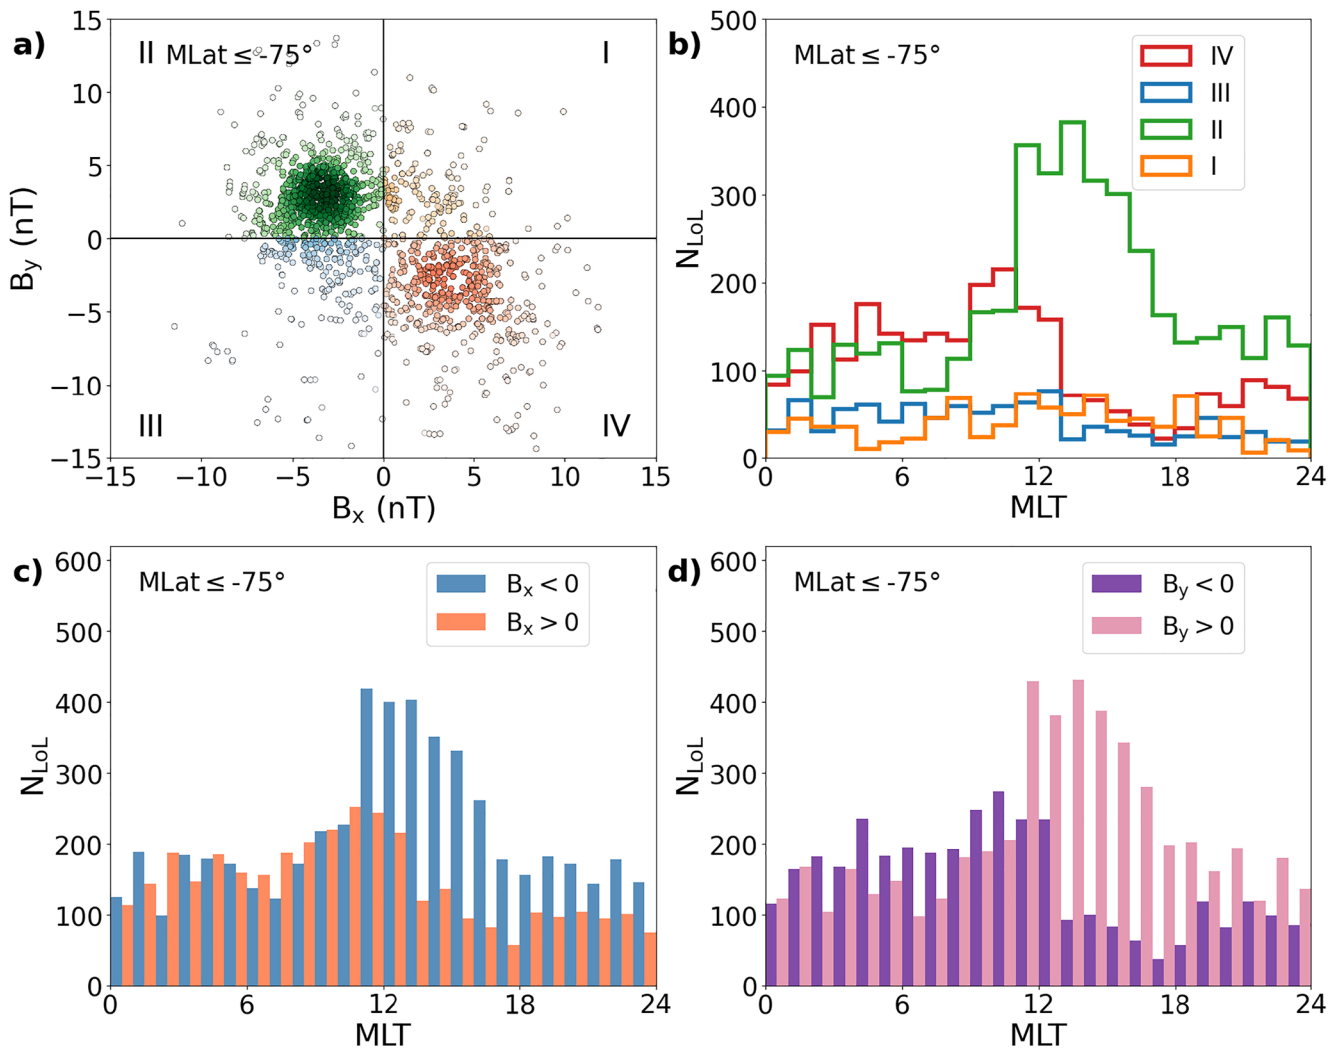 a)
II MLat ≤ -75°
I
III
IV
15
10
5
0
−5
−10
−15
−15 −10 −5 0 5 10 15
By (nT)
Bx (nT)
b)
MLat ≤ -75°
IV
III
II
I
500
400
300
200
100
0
0 6 12 18 24
NLoL
MLT
c)
MLat ≤ -75°
Bx < 0
Bx > 0
600
500
400
300
200
100
0
0 6 12 18 24
NLoL
MLT
d)
MLat ≤ -75°
By < 0
By > 0
600
500
400
300
200
100
0
0 6 12 18 24
NLoL
MLT